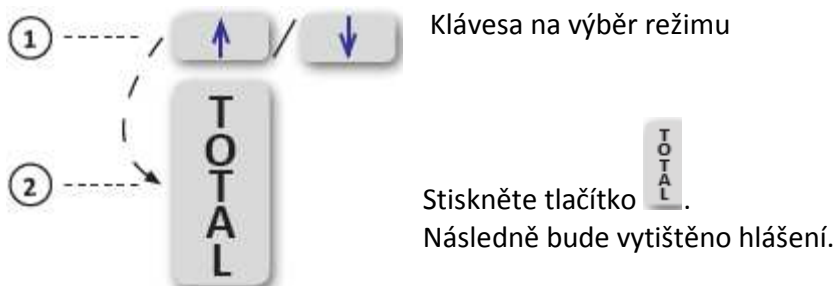 1
↑ / ↓
Klávesa na výběr režimu
2
TOTAL
Stiskněte tlačítko TOTAL.
Následně bude vytištěno hlášení.